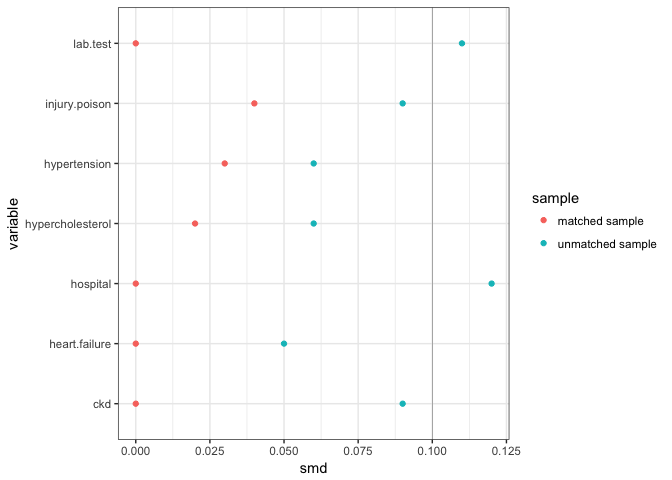 lab.test
injury.poison
hypertension
hypercholesterol
hospital
heart.failure
ckd
variable
0.000 0.025 0.050 0.075 0.100 0.125
smd
sample
matched sample
unmatched sample